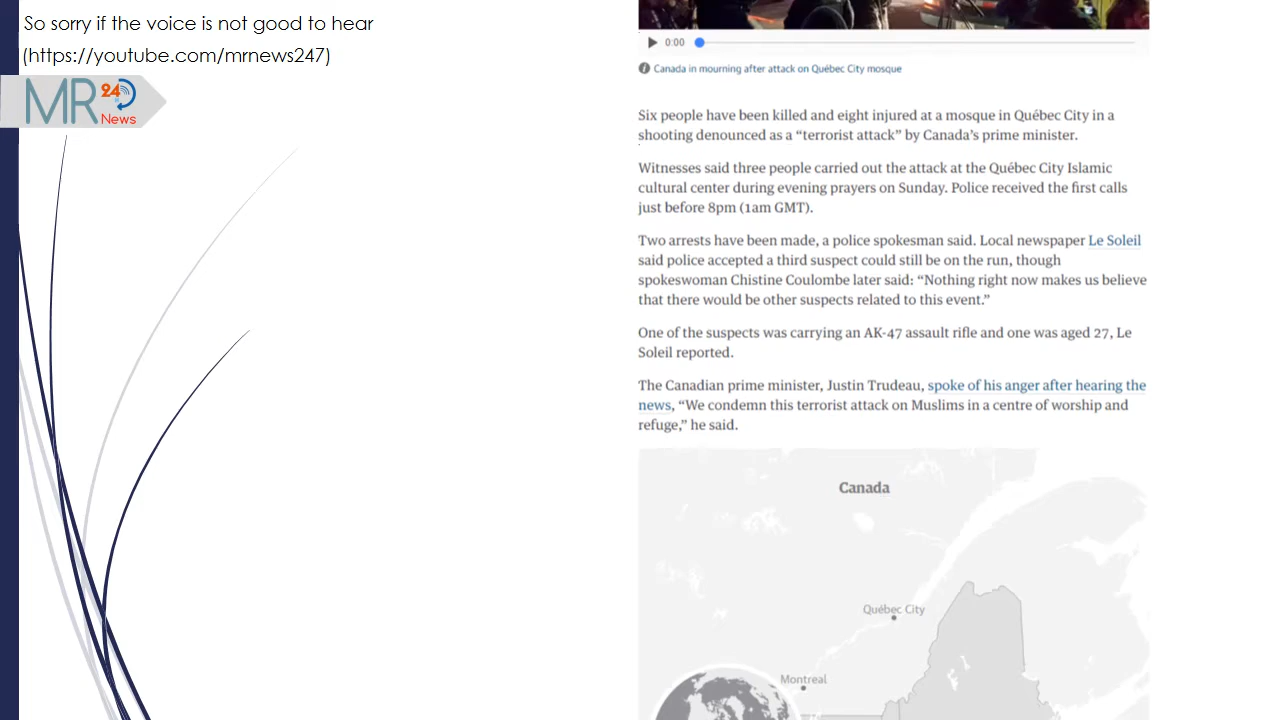 So sorry if the voice is not good to hear
(https://youtube.com/mrnews247)
MR 24 News
0:00
Canada in mourning after attack on Québec City mosque
Six people have been killed and eight injured at a mosque in Québec City in a
shooting denounced as a “terrorist attack” by Canada’s prime minister.
Witnesses said three people carried out the attack at the Québec City Islamic
cultural center during evening prayers on Sunday. Police received the first calls
just before 8pm (1am GMT).
Two arrests have been made, a police spokesman said. Local newspaper Le Soleil
said police accepted a third suspect could still be on the run, though
spokeswoman Chistine Coulombe later said: “Nothing right now makes us believe
that there would be other suspects related to this event.”
One of the suspects was carrying an AK-47 assault rifle and one was aged 27, Le
Soleil reported.
The Canadian prime minister, Justin Trudeau, spoke of his anger after hearing the
news, “We condemn this terrorist attack on Muslims in a centre of worship and
refuge,” he said.
Canada
Québec City
Montreal